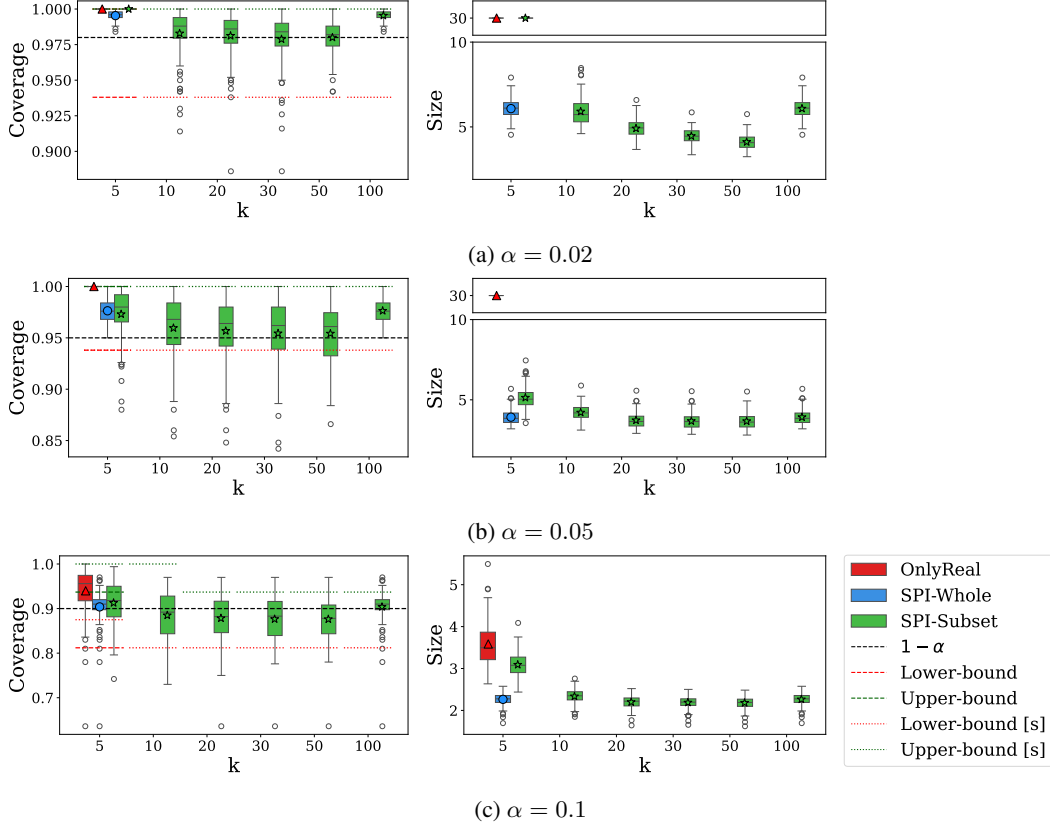 1.000
0.975
0.950
0.925
0.900
Coverage
5 10 20 30 50 100
k
30
10
5
Size
5 10 20 30 50 100
k
(a) α = 0.02
1.00
0.95
0.90
0.85
Coverage
5 10 20 30 50 100
k
30
10
5
Size
5 10 20 30 50 100
k
(b) α = 0.05
1.0
0.9
0.8
0.7
Coverage
5 10 20 30 50 100
k
5
4
3
2
Size
5 10 20 30 50 100
k
OnlyReal
SPI-Whole
SPI-Subset
1 − α
Lower-bound
Upper-bound
Lower-bound [s]
Upper-bound [s]
(c) α = 0.1